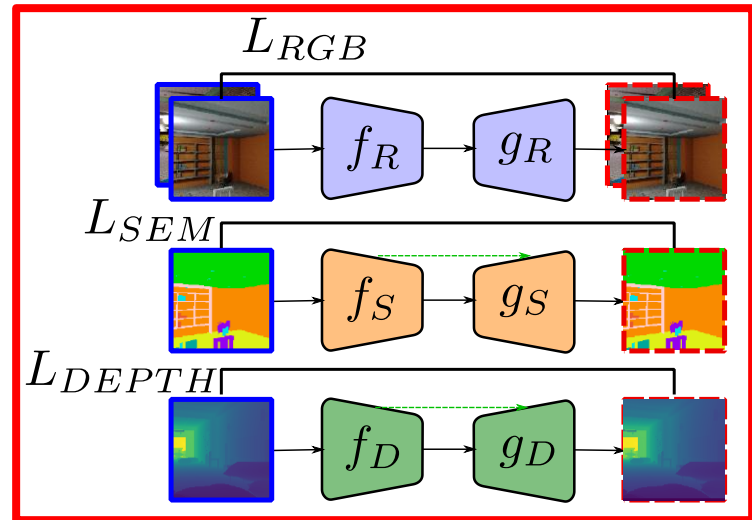 L_{RGB}
f_R g_R
L_{SEM}
f_S g_S
L_{DEPTH}
f_D g_D